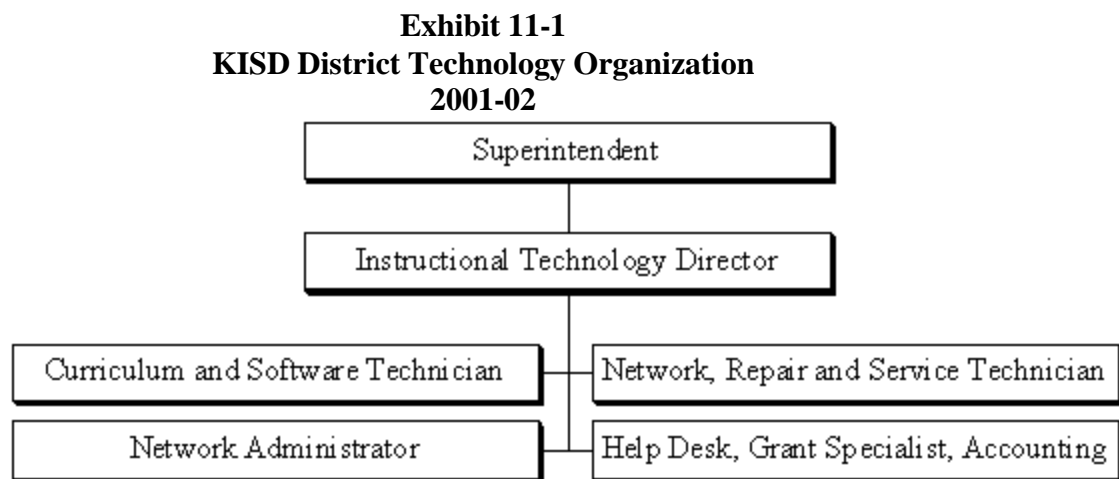 Exhibit 11-1
KISD District Technology Organization
2001-02
Superintendent
Instructional Technology Director
Curriculum and Software Technician
Network, Repair and Service Technician
Network Administrator
Help Desk, Grant Specialist, Accounting